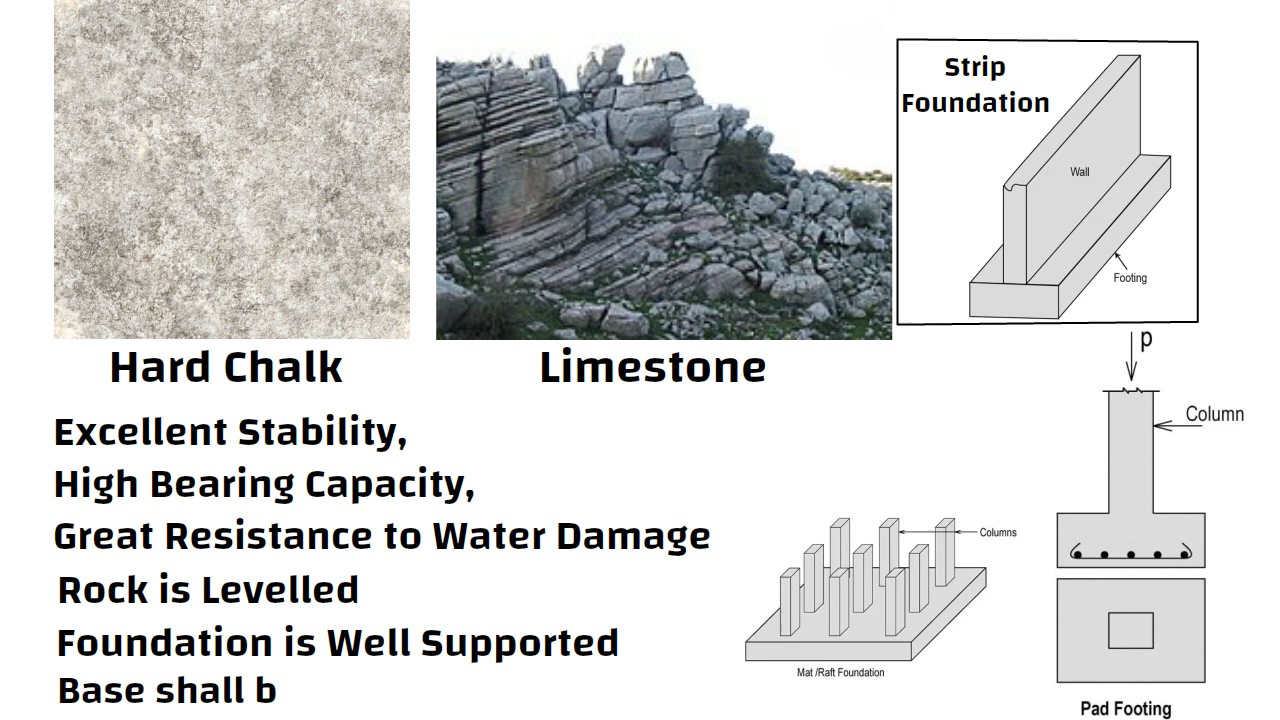 Hard Chalk
Limestone
Excellent Stability,
High Bearing Capacity,
Great Resistance to Water Damage
Rock is Levelled
Foundation is Well Supported
Base shall b
Strip
Foundation
Wall
Footing
p
Column
Columns
Mat /Raft Foundation
Pad Footing